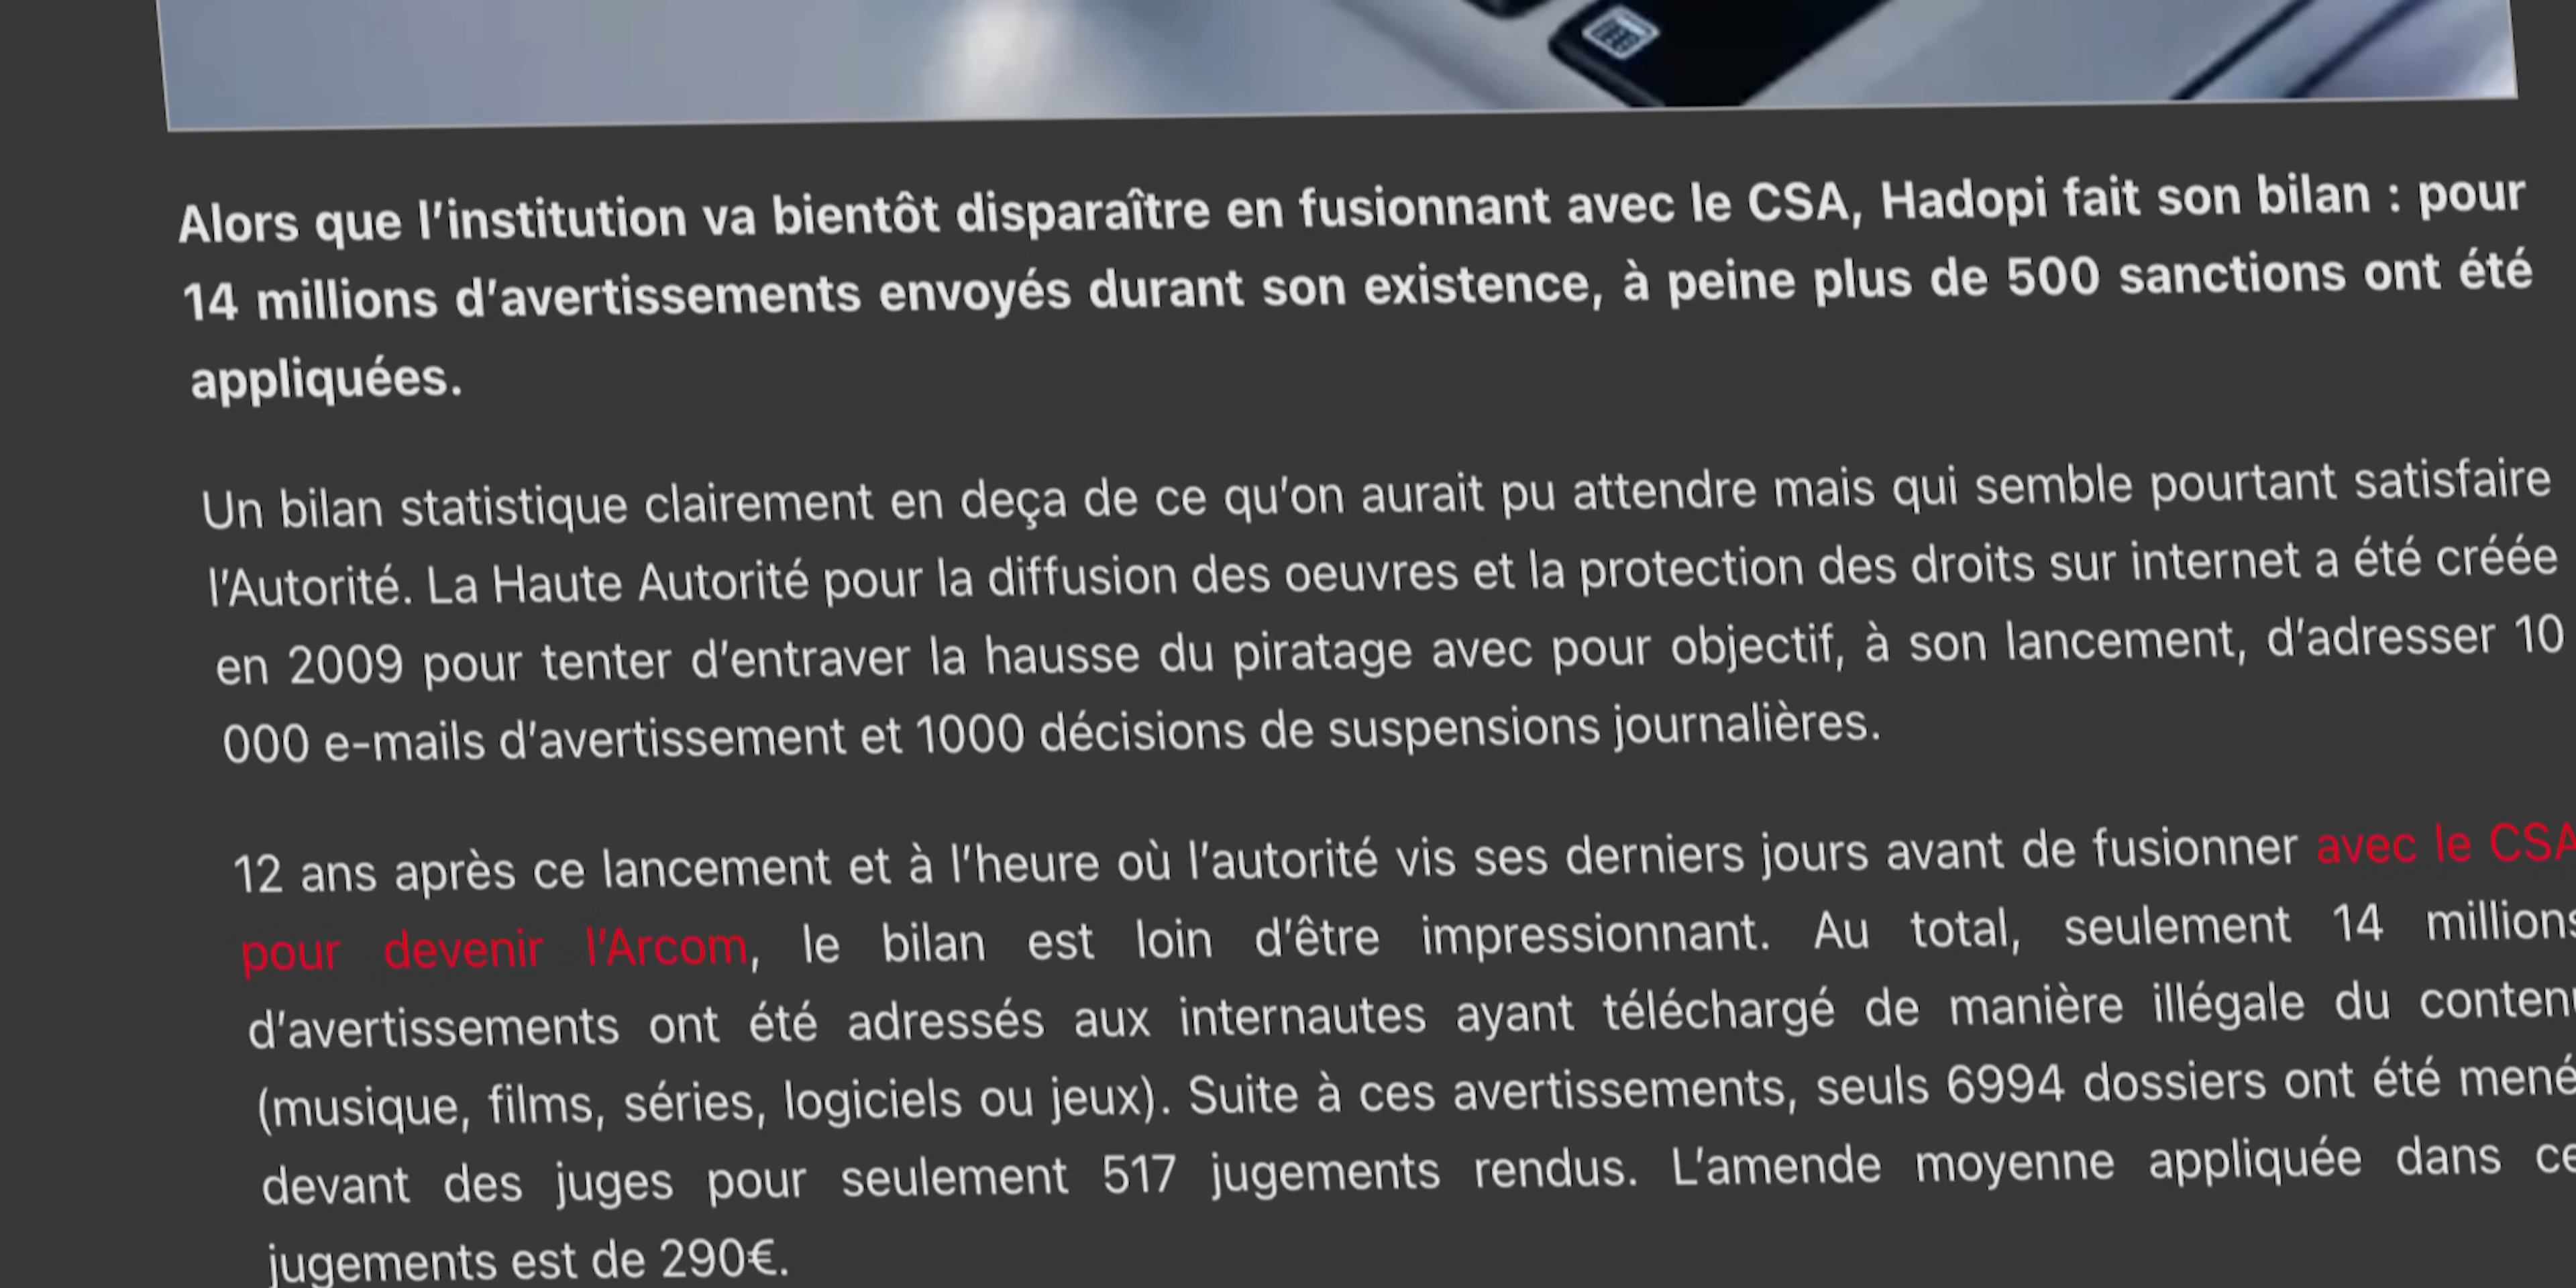 Alors que l’institution va bientôt disparaître en fusionnant avec le CSA, Hadopi fait son bilan : pour
14 millions d’avertissements envoyés durant son existence, à peine plus de 500 sanctions ont été
appliquées.
Un bilan statistique clairement en deça de ce qu’on aurait pu attendre mais qui semble pourtant satisfaire
l’Autorité. La Haute Autorité pour la diffusion des oeuvres et la protection des droits sur internet a été créée
en 2009 pour tenter d’entraver la hausse du piratage avec pour objectif, à son lancement, d’adresser 10
000 e-mails d’avertissement et 1000 décisions de suspensions journalières.
12 ans après ce lancement et à l’heure où l’autorité vis ses derniers jours avant de fusionner avec le CSA
pour devenir l’Arcom, le bilan est loin d’être impressionnant. Au total, seulement 14 millions
d’avertissements ont été adressés aux internautes ayant téléchargé de manière illégale du contenu
(musique, films, séries, logiciels ou jeux). Suite à ces avertissements, seuls 6994 dossiers ont été mené
devant des juges pour seulement 517 jugements rendus. L’amende moyenne appliquée dans ce
jugements est de 290€.